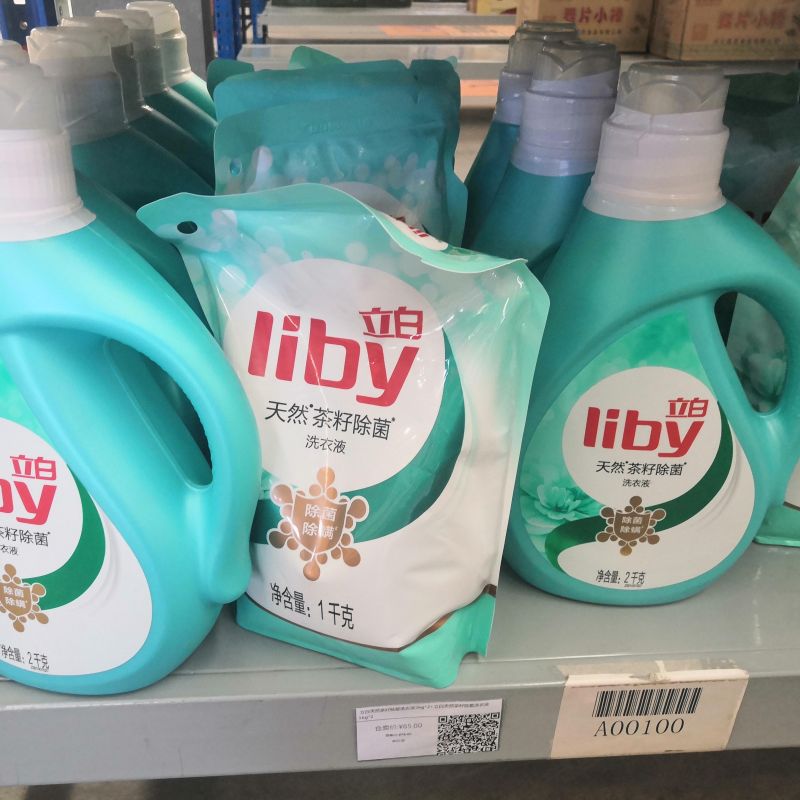 立白
liby
天然*茶籽除菌*
洗衣液
除菌
除螨
净含量：1千克
立白
liby
天然*茶籽除菌*
洗衣液
除菌
除螨
净含量：2千克
立白
by
茶籽除菌*
衣液
除菌
除螨
净含量：2千克
¥65.00
A00100